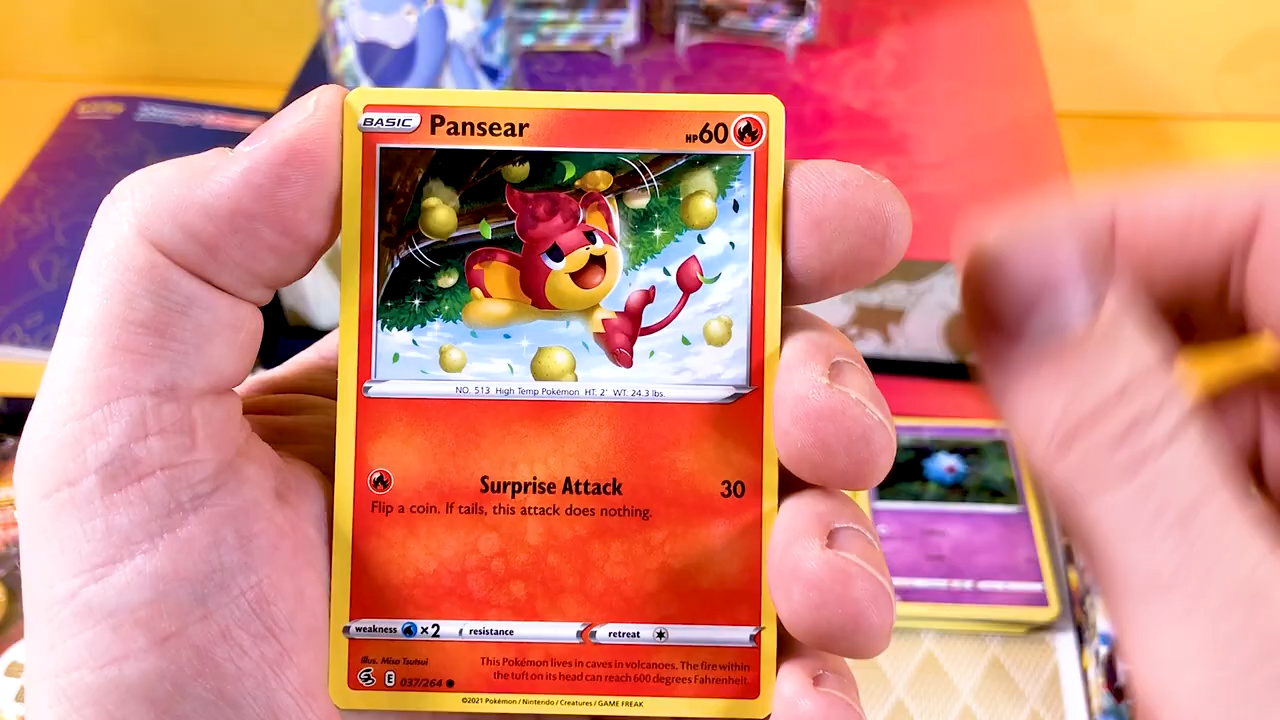 BASIC Pansear HP 60
NO. 513 High Temp Pokémon HT: 2' WT: 24.3 lbs.
Surprise Attack 30
Flip a coin. If tails, this attack does nothing.
weakness ×2 resistance retreat
Illus. Misa Tsutsui
This Pokémon lives in caves in volcanoes. The fire within
the tuft on its head can reach 600 degrees Fahrenheit.
E 037/264
©2021 Pokémon / Nintendo / Creatures / GAME FREAK